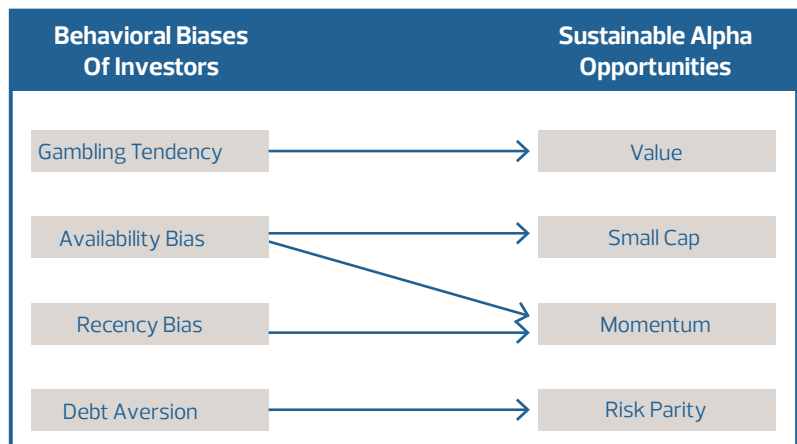 Behavioral Biases
Of Investors
Sustainable Alpha
Opportunities
Gambling Tendency
Value
Availability Bias
Small Cap
Recency Bias
Momentum
Debt Aversion
Risk Parity